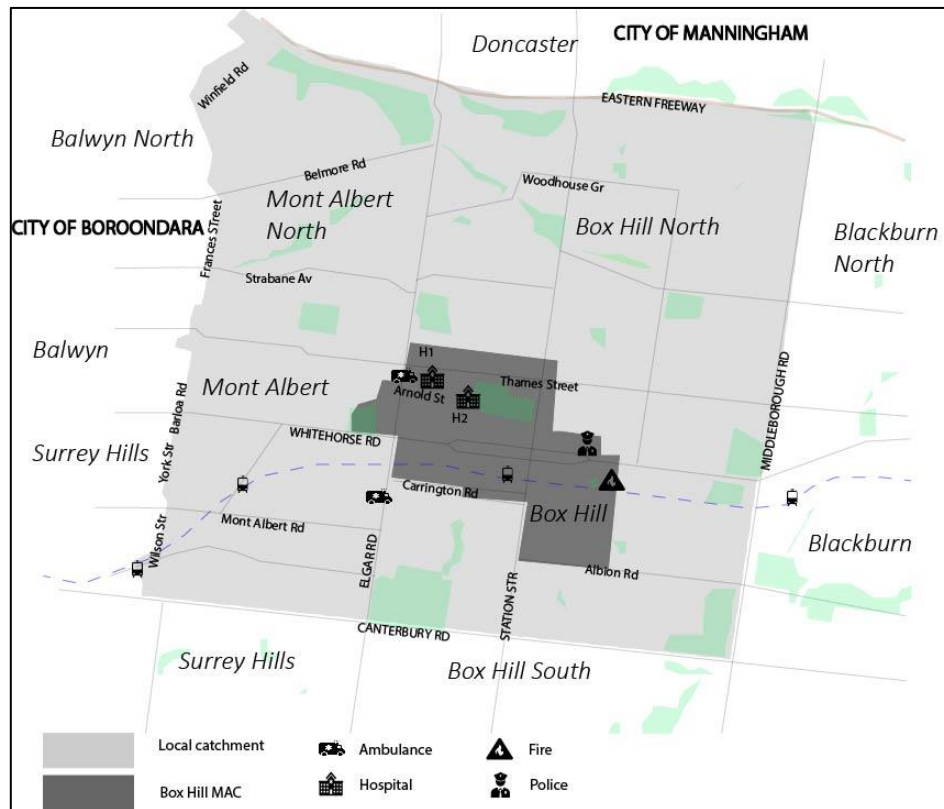 Doncaster
CITY OF MANNINGHAM
Winfield Rd
EASTERN FREEWAY
Balwyn North
Belmore Rd
Woodhouse Gr
Mont Albert
North
Box Hill North
CITY OF BOROONDARA
Frances STreet
Blackburn
North
Strabane Av
Balwyn
H1
Thames Street
MIDDLEBOROUGH RD
Mont Albert
Arnold St
H2
Barloa Rd
WHITEHORSE RD
Surrey Hills
York Str
Carrington Rd
Box Hill
Mont Albert Rd
Wilson Str
Blackburn
ELGAR RD
STATION STR
Albion Rd
CANTERBURY RD
Surrey Hills
Box Hill South
Local catchment
Ambulance
Fire
Box Hill MAC
Hospital
Police